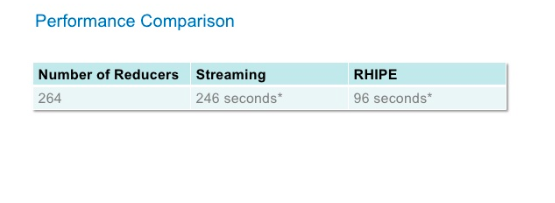 Performance Comparison
Number of Reducers Streaming RHIPE
264 246 seconds* 96 seconds*